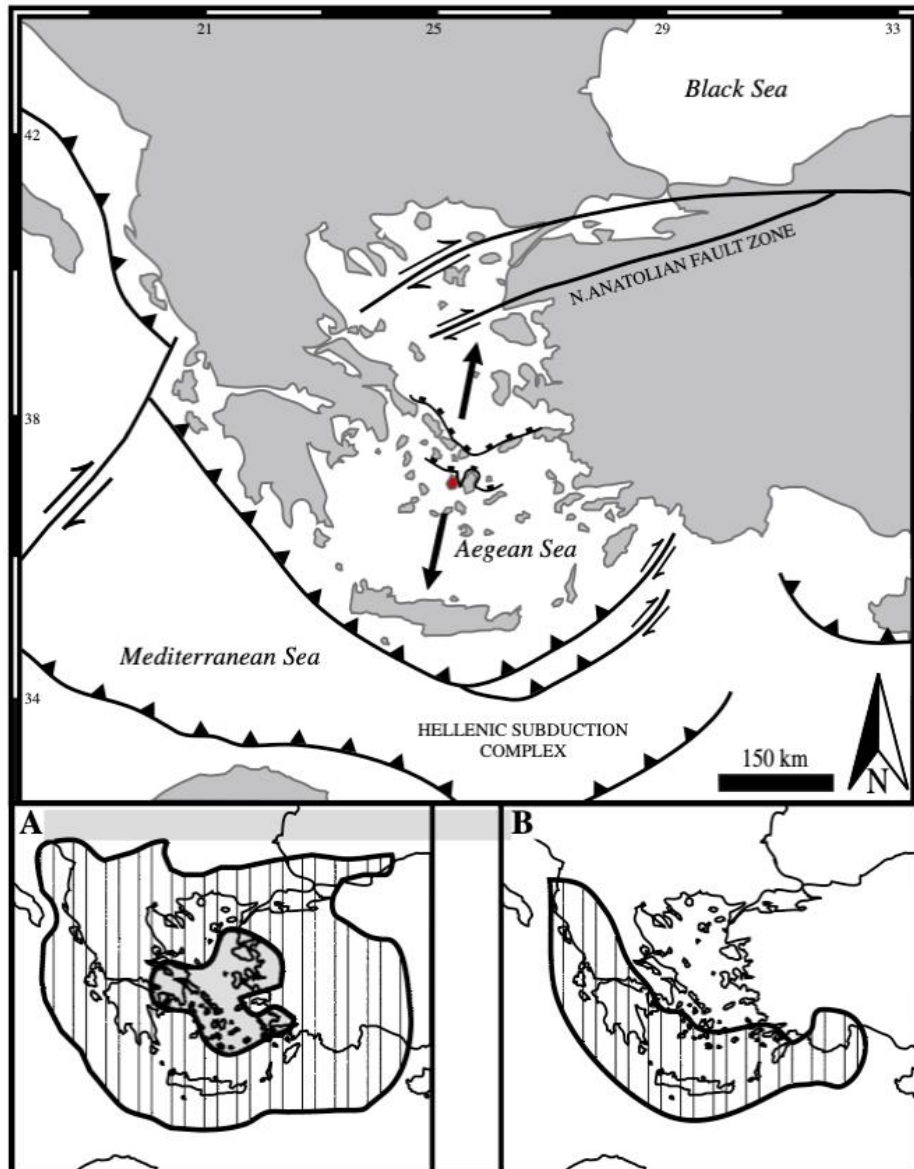 21 25 29 33
Black Sea
42
N.ANATOLIAN FAULT ZONE
38
Aegean Sea
Mediterranean Sea
34
HELLENIC SUBDUCTION
COMPLEX
150 km
N
A B